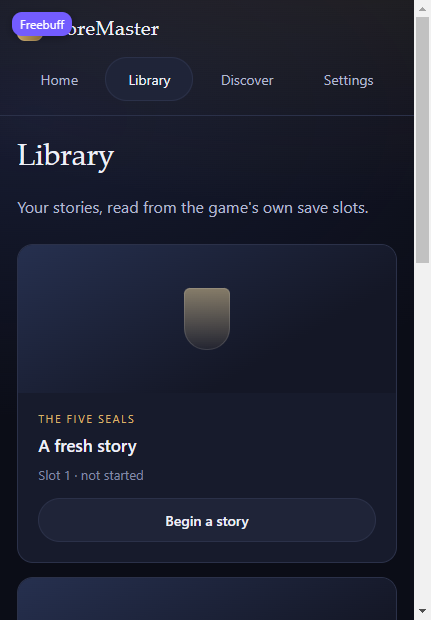 Freebuff
oreMaster
Home Library Discover Settings
Library
Your stories, read from the game's own save slots.
THE FIVE SEALS
A fresh story
Slot 1 · not started
Begin a story